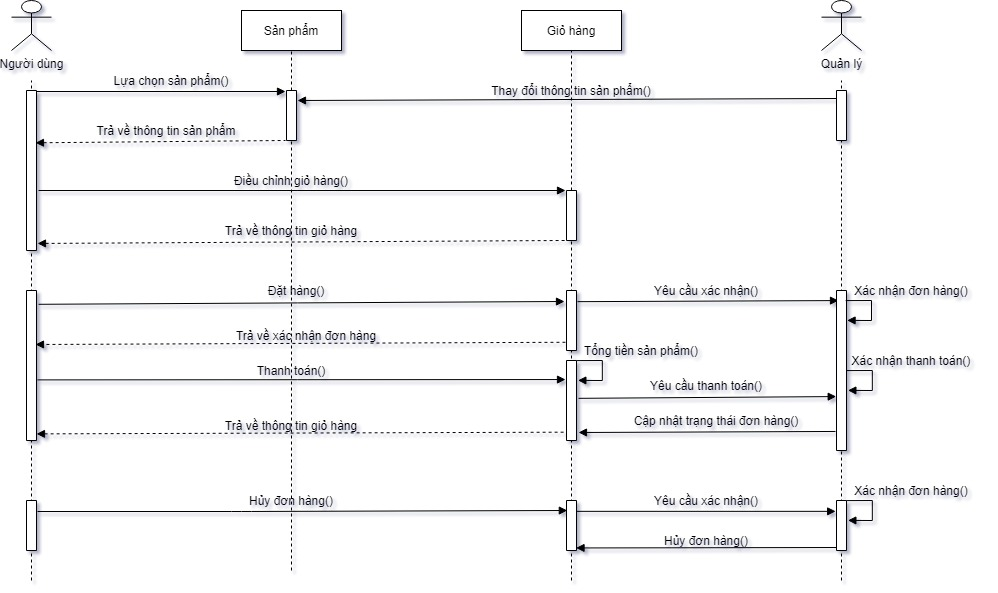 Sản phẩm
Giỏ hàng
Người dùng
Quản lý
Lựa chọn sản phẩm()
Thay đổi thông tin sản phẩm()
Trả về thông tin sản phẩm
Điều chỉnh giỏ hàng()
Trả về thông tin giỏ hàng
Đặt hàng()
Yêu cầu xác nhận()
Xác nhận đơn hàng()
Trả về xác nhận đơn hàng
Tổng tiền sản phẩm()
Xác nhận thanh toán()
Thanh toán()
Yêu cầu thanh toán()
Trả về thông tin giỏ hàng
Cập nhật trạng thái đơn hàng()
Hủy đơn hàng()
Yêu cầu xác nhận()
Xác nhận đơn hàng()
Hủy đơn hàng()